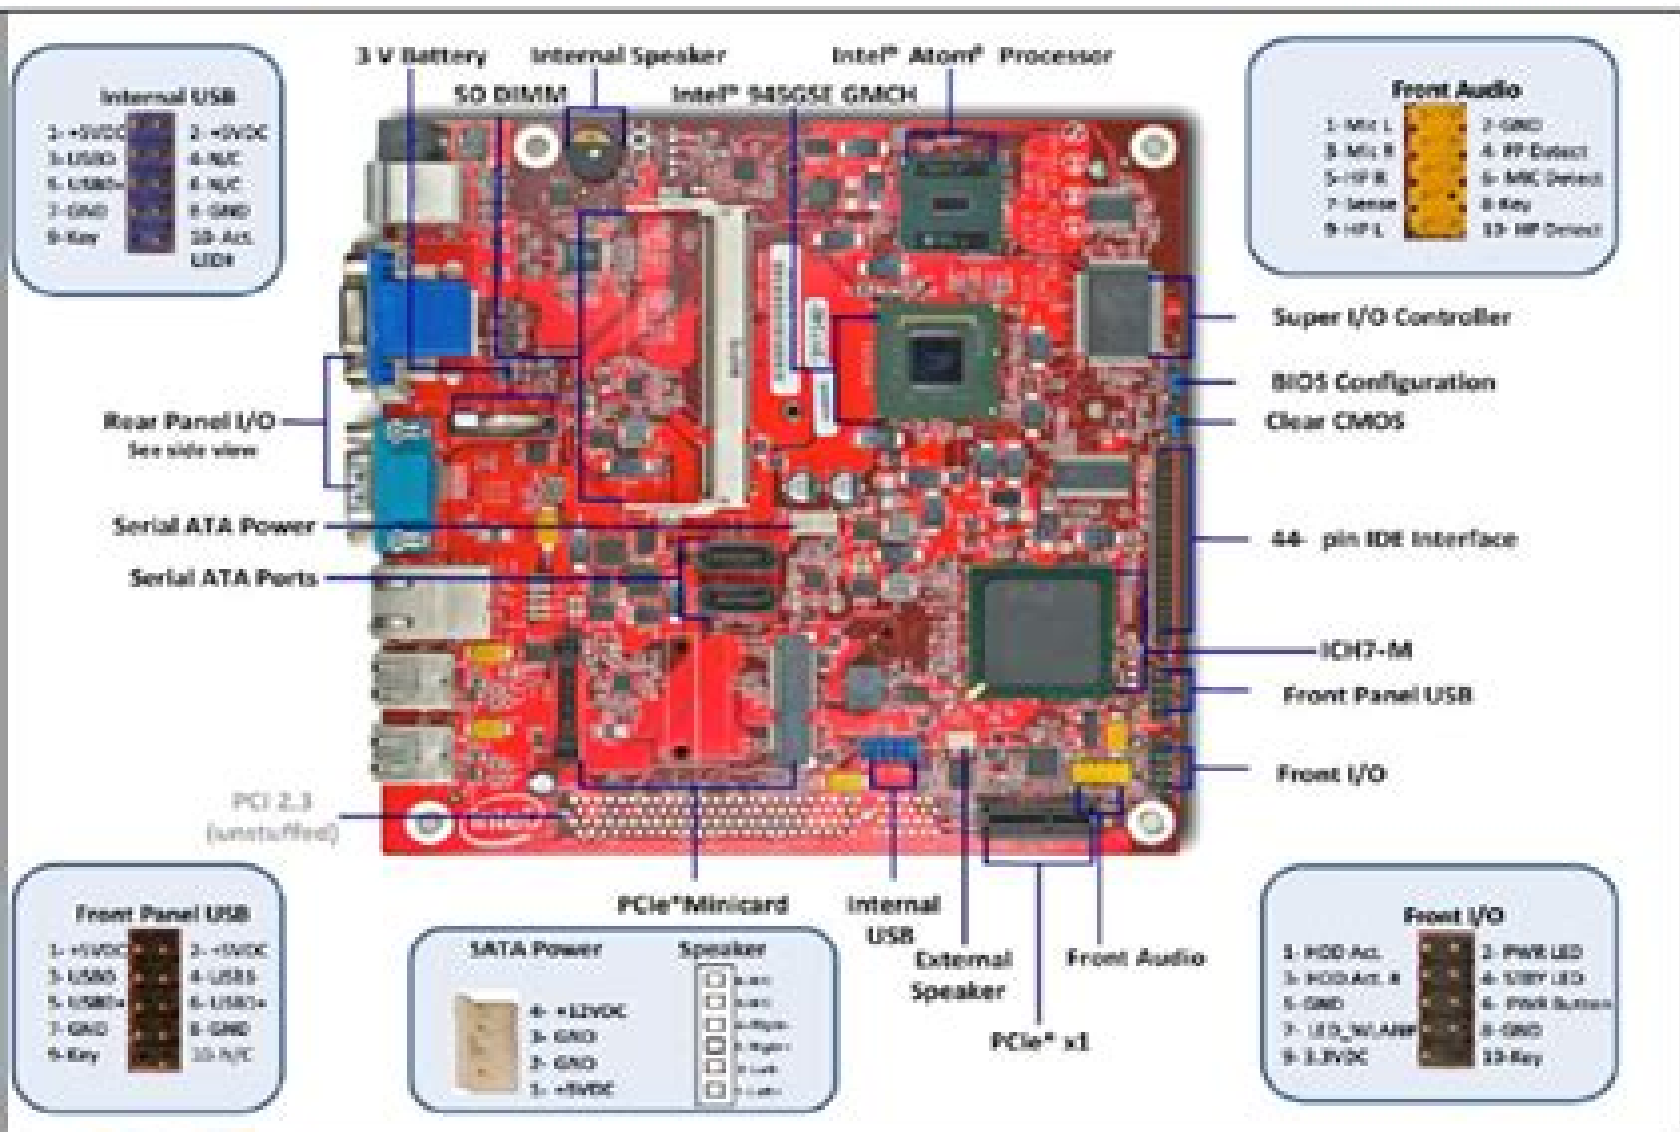 3 V Battery
Internal Speaker
Intel® Atom® Processor
SO DIMM
Intel® 945GSE GMCH
Internal USB
1- +5VDC
2- +5VDC
3-USB0
4-N/C
5-USB0+
6-N/C
7-GND
8-GND
9-Key
10-Act.
LED#
Front Audio
1- Mic L
2-GND
3- Mic R
4- FP Detect
5-HP R
6- MIC Detect
7-Sense
8-Key
9-HP L
10- HP Detect
Super I/O Controller
BIOS Configuration
Clear CMOS
Rear Panel I/O
See side view
Serial ATA Power
44- pin IDE Interface
Serial ATA Ports
ICH7-M
Front Panel USB
Front I/O
PCI 2.3
(unstuffed)
PCIe® Minicard
Internal
USB
External
Speaker
Front Audio
PCIe® x1
Front Panel USB
1- +5VDC
2- +5VDC
3-USB0
4-USB
5-USB0+
6-USB
7-GND
8-GND
9-Key
10-N/C
SATA Power
4- +12VDC
3- GND
2- GND
1- +5VDC
Speaker
Front I/O
1- HDD Act.
2- PWR LED
3- HDD Act. R
4- STBY LED
5-GND
6- PWR Button
7- LED_WLAN#
8-GND
9- 3.3VDC
10-Key